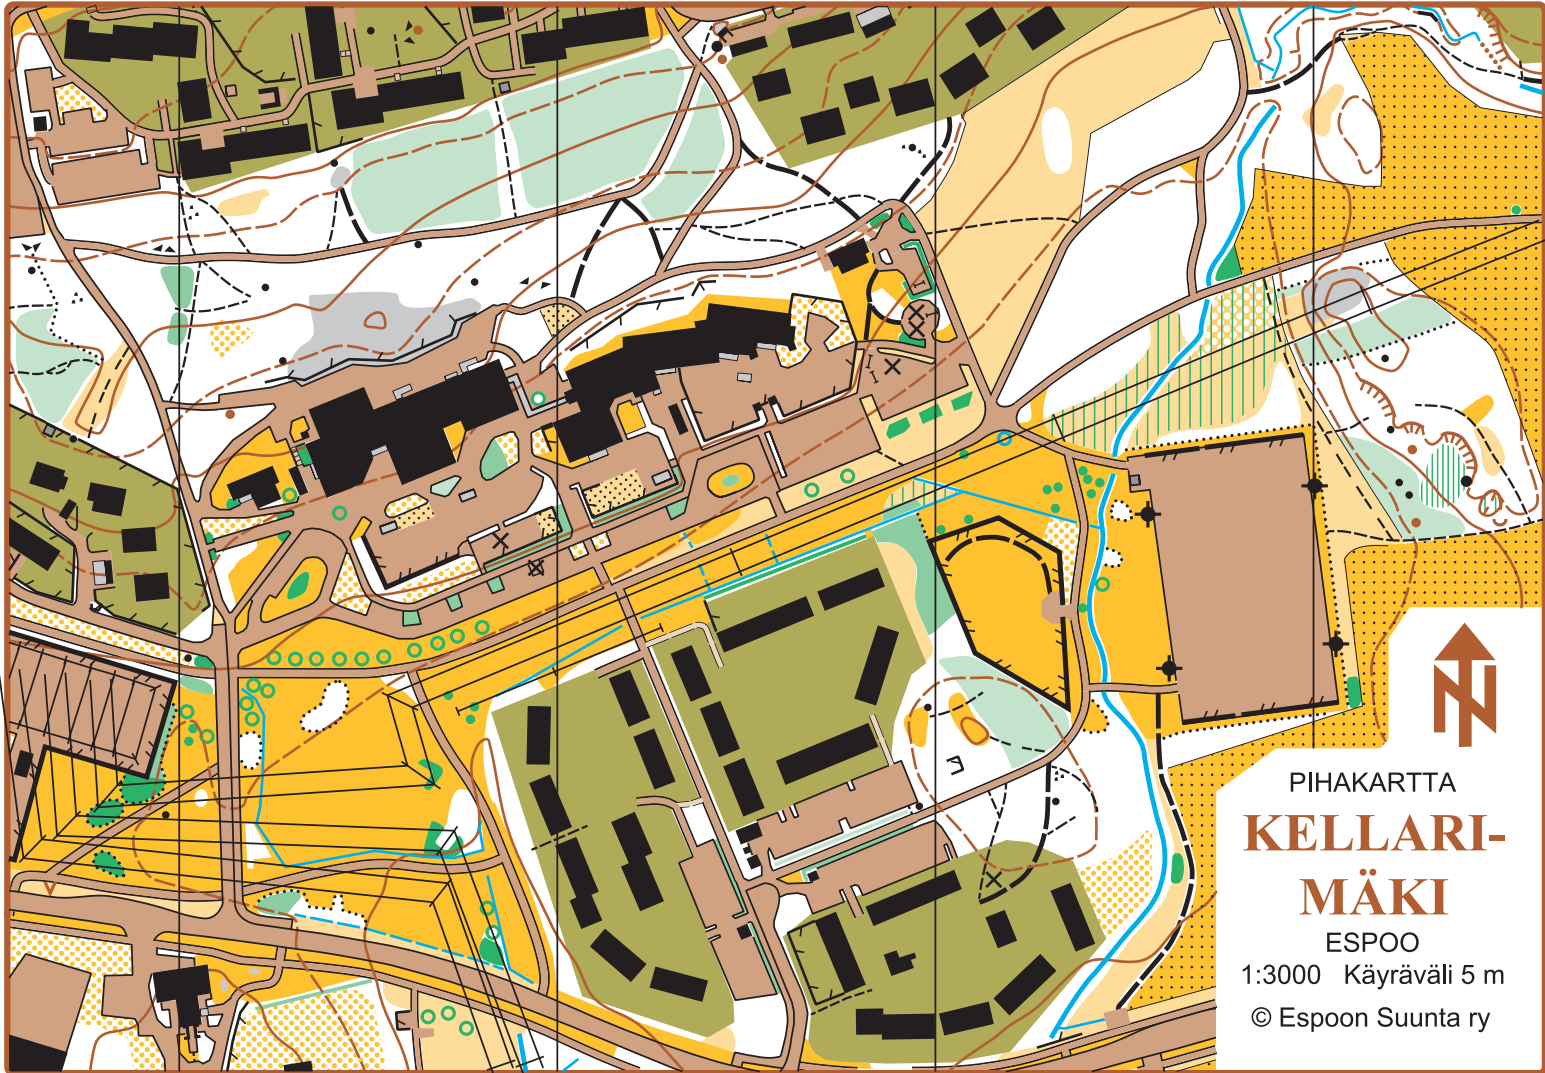 PIHAKARTTA
KELLARI-
MÄKI
ESPOO
1:3000 Käyräväli 5 m
© Espoon Suunta ry